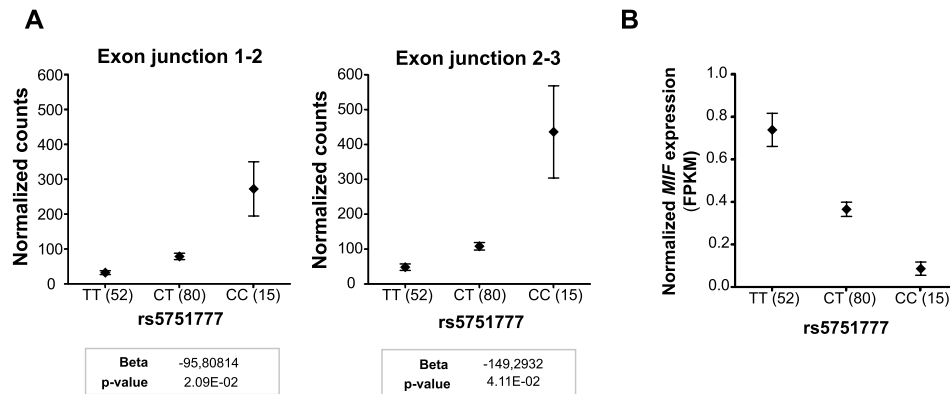 A
Exon junction 1-2
Normalized counts
600
500
400
300
200
100
0
TT (52) CT (80) CC (15)
rs5751777
Beta -95,80814
p-value 2.09E-02
Exon junction 2-3
Normalized counts
600
500
400
300
200
100
0
TT (52) CT (80) CC (15)
rs5751777
Beta -149,2932
p-value 4.11E-02
B
Normalized MIF expression
(FPKM)
1.0
0.8
0.6
0.4
0.2
0.0
TT (52) CT (80) CC (15)
rs5751777